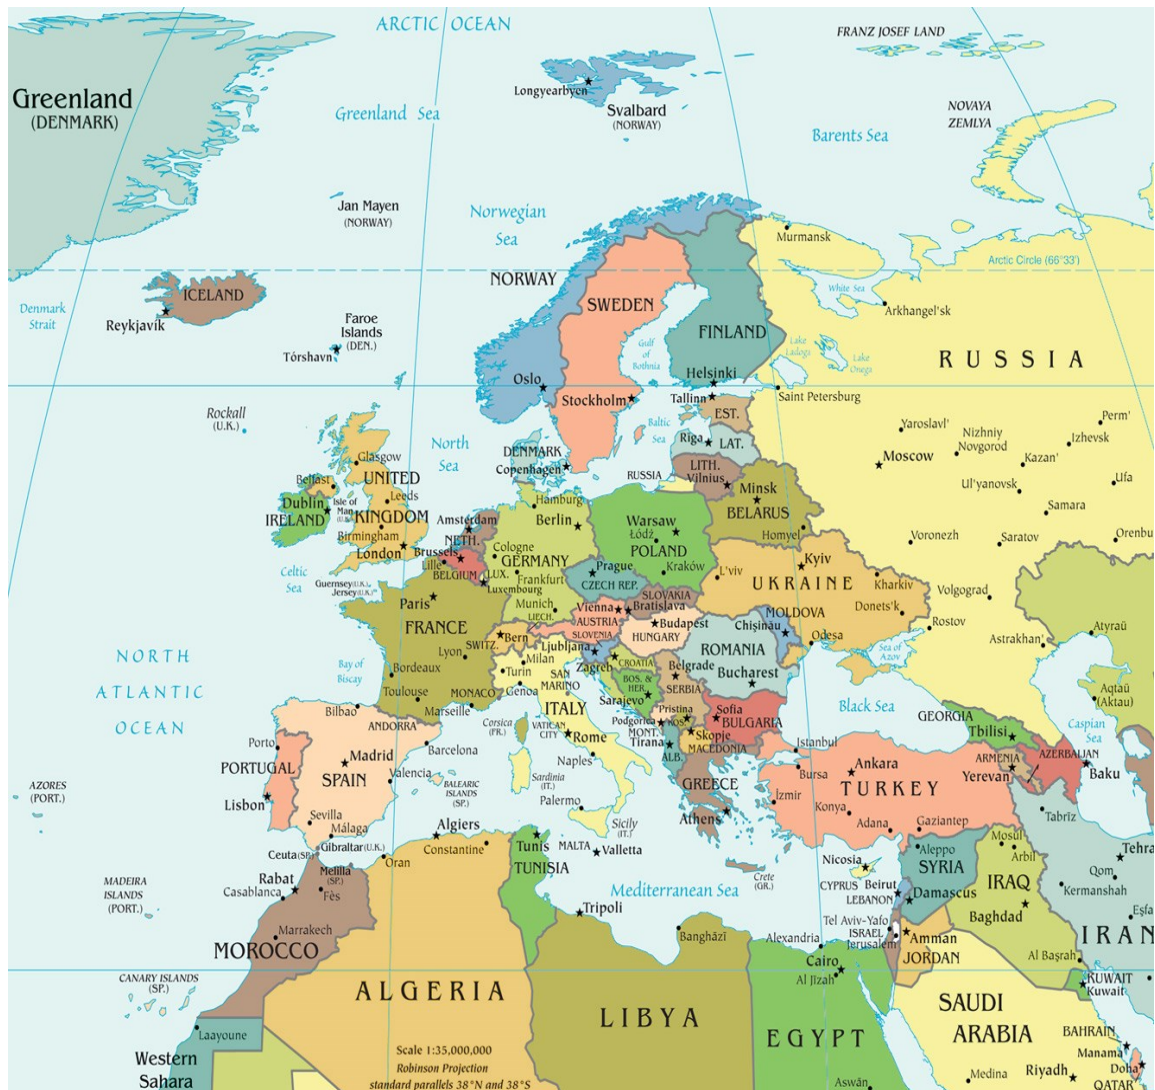 ARCTIC OCEAN
FRANZ JOSEF LAND
Greenland
(DENMARK)
Longyearbyen
Svalbard
(NORWAY)
Greenland Sea
NOVAYA
ZEMLYA
Barents Sea
Jan Mayen
(NORWAY)
Norwegian
Sea
Murmansk
Arctic Circle (66°33')
NORWAY
White Sea
ICELAND
Reykjavík
Denmark
Strait
SWEDEN
Arkhangel'sk
Faroe
Islands
(DEN.)
Tórshavn
FINLAND
Gulf
of
Bothnia
Lake
Ladoga
Lake
Onega
RUSSIA
Helsinki
Oslo
Stockholm
Tallinn
Saint Petersburg
Rockall
(U.K.)
EST.
Baltic
Sea
Yaroslavl'
Perm'
North
Sea
Riga
LAT.
Nizhniy
Novgorod
Izhevsk
Glasgow
DENMARK
Copenhagen
Moscow
Kazan'
LITH.
Vilnius
RUSSIA
UNITED
KINGDOM
Belfast
Ul'yanovsk
Ufa
Minsk
BELARUS
Dublin
IRELAND
Isle of
Man
(U.K.)
Leeds
Hamburg
Samara
Birmingham
Amsterdam
NETH.
Berlin
Warsaw
Łódź
POLAND
Homyel
Voronezh
Saratov
Orenbu
London
Brussels
BELGIUM
Lille
Cologne
GERMANY
Kyiv
UKRAINE
Celtic
Sea
LUX.
Luxembourg
Frankfurt
Prague
CZECH REP.
Kraków
L'viv
Kharkiv
Guernsey (U.K.)
Jersey (U.K.)
Volgograd
Paris
FRANCE
Munich
LIECH.
Vienna
AUSTRIA
SLOVAKIA
Bratislava
MOLDOVA
Chişinău
Donets'k
Rostov
Budapest
HUNGARY
Bern
SWITZ.
SLOVENIA
Ljubljana
Odesa
Astrakhan'
Atyraū
NORTH
ATLANTIC
OCEAN
Bay of
Biscay
Lyon
Milan
Turin
Zagreb
CROATIA
ROMANIA
Bucharest
Sea of
Azov
Bordeaux
Genoa
SAN
MARINO
BOS. &
HER.
Sarajevo
Belgrade
SERBIA
Toulouse
MONACO
Marseille
ITALY
Aqtaū
(Aktau)
Bilbao
ANDORRA
Corsica
(FR.)
VATICAN
CITY
Rome
Podgorica
MONT.
Pristina
KOS.
Sofia
BULGARIA
Black Sea
GEORGIA
Tbilisi
Caspian
Sea
Porto
Madrid
SPAIN
Barcelona
Naples
Tirana
ALB.
Skopje
MACEDONIA
Istanbul
Ankara
ARMENIA
Yerevan
AZERBAIJAN
Baku
PORTUGAL
Lisbon
Valencia
BALEARIC
ISLANDS
(SP.)
Sardinia
(IT.)
GREECE
Bursa
TURKEY
AZORES
(PORT.)
Athens
İzmir
Konya
Adana
Gaziantep
Tabrīz
Sevilla
Málaga
Algiers
Constantine
Palermo
Sicily
(IT.)
Gibraltar (U.K.)
Ceuta (SP.)
Tunis
TUNISIA
MALTA
Valletta
Mosul
Arbil
Aleppo
SYRIA
Tehra
Melilla
(SP.)
Oran
Nicosia
CYPRUS
Crete
(GR.)
IRAQ
Qom
Kermanshah
Rabat
Casablanca
Fès
MADEIRA
ISLANDS
(PORT.)
Mediterranean Sea
Beirut
LEBANON
Damascus
Baghdad
Eşfa
Tripoli
Tel Aviv-Yafo
ISRAEL
Jerusalem
Amman
JORDAN
IRAN
MOROCCO
Marrakech
Banghāzī
Alexandria
Cairo
Al Jīzah
Al Başrah
CANARY ISLANDS
(SP.)
KUWAIT
Kuwait
ALGERIA
LIBYA
EGYPT
SAUDI
ARABIA
Laayoune
Western
Sahara
BAHRAIN
Manama
Scale 1:35,000,000
Robinson Projection
standard parallels 38°N and 38°S
Aswān
Medina
Riyadh
Doha
QATAR